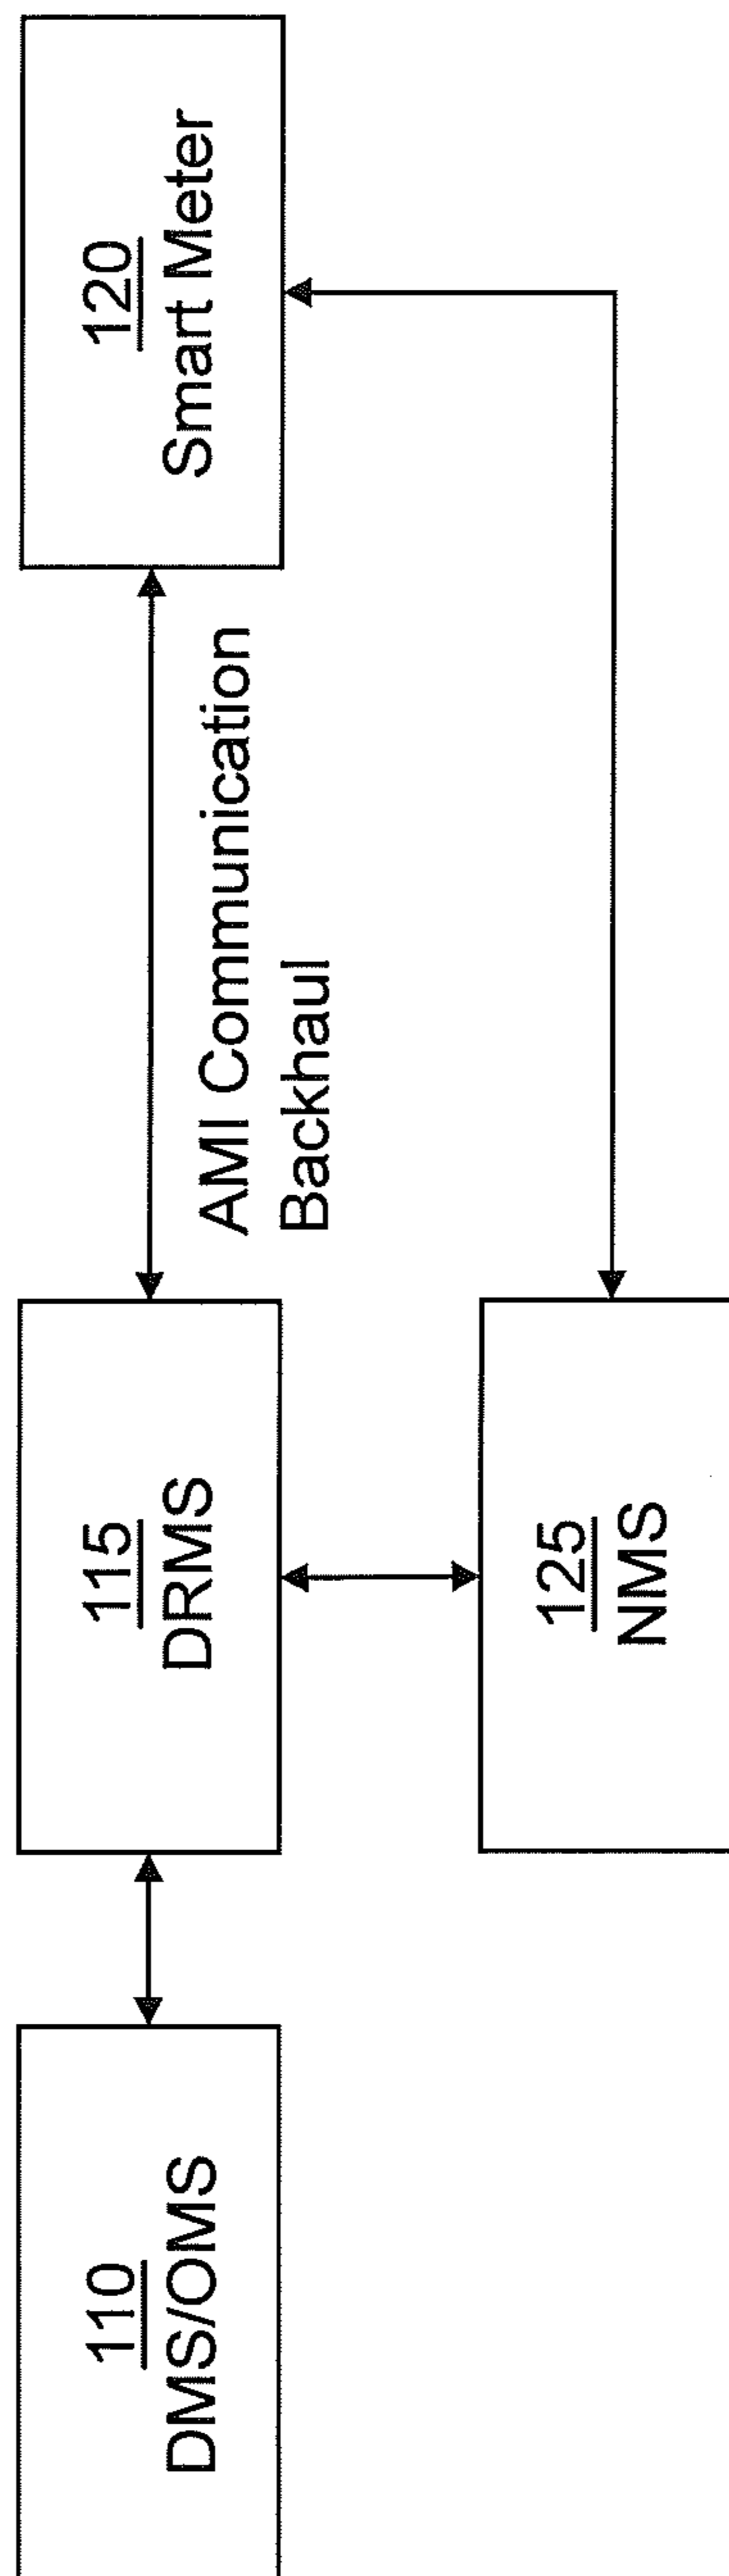 110
DMS/OMS
115
DRMS
AMI Communication
Backhaul
120
Smart Meter
125
NMS